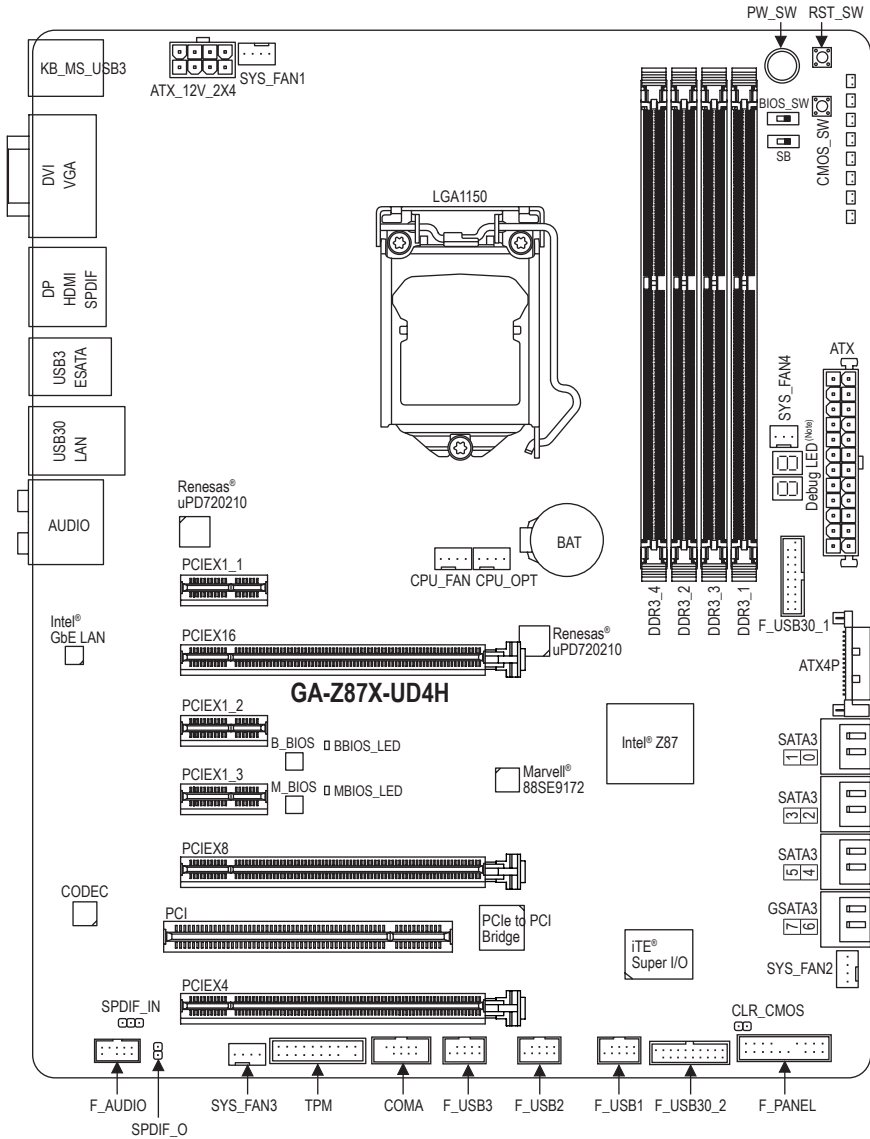 PW_SW RST_SW
KB_MS_USB3
ATX_12V_2X4
SYS_FAN1
BIOS_SW
SB
CMOS_SW
DVI
VGA
LGA1150
DP
HDMI
SPDIF
USB3
ESATA
USB30
LAN
AUDIO
ATX
SYS_FAN4
Debug LED (Note)
Renesas®
uPD720210
BAT
CPU_FAN CPU_OPT
PCIEX1_1
DDR3_4
DDR3_2
DDR3_3
DDR3_1
F_USB30_1
Intel®
GbE LAN
PCIEX16
Renesas®
uPD720210
ATX4P
GA-Z87X-UD4H
PCIEX1_2
B_BIOS
BBIOS_LED
Intel® Z87
SATA3
1 0
PCIEX1_3
M_BIOS
MBIOS_LED
Marvell®
88SE9172
SATA3
3 2
PCIEX8
SATA3
5 4
CODEC
PCI
PCIe to PCI
Bridge
GSATA3
7 6
iTE®
Super I/O
SYS_FAN2
PCIEX4
SPDIF_IN
CLR_CMOS
F_AUDIO
SPDIF_O
SYS_FAN3
TPM
COMA
F_USB3
F_USB2
F_USB1
F_USB30_2
F_PANEL